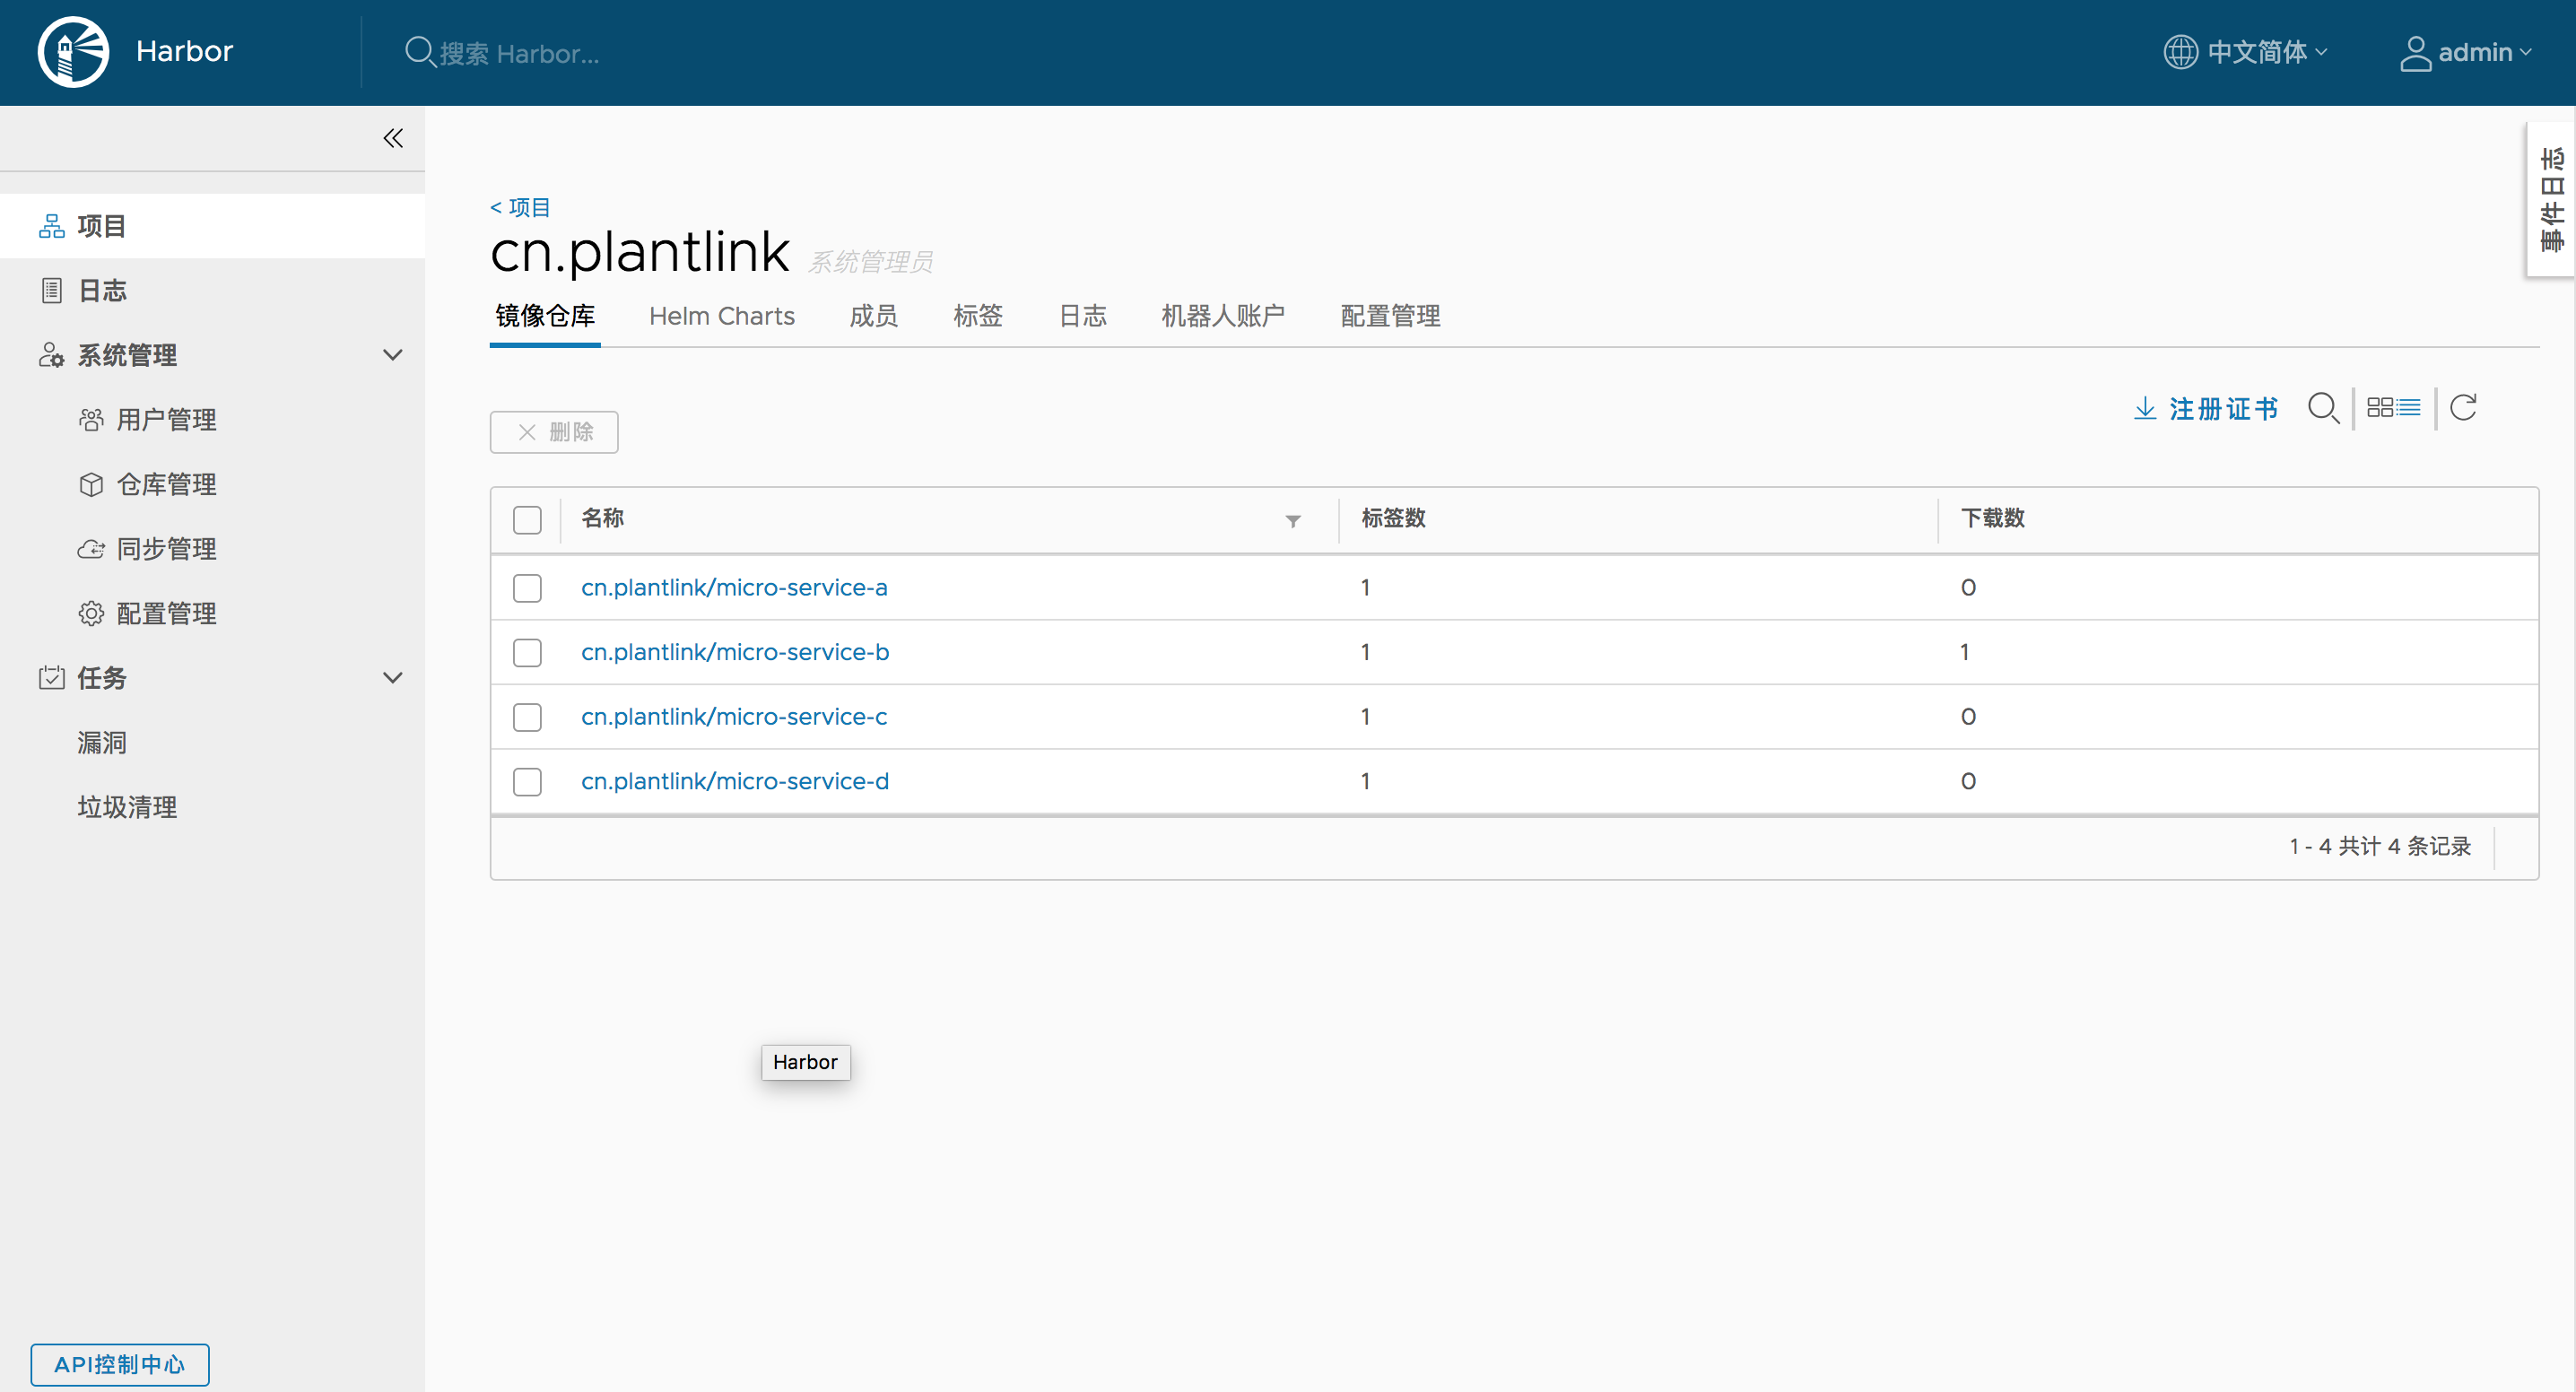 Harbor
搜索 Harbor...
中文简体
admin
事件日志
项目
日志
系统管理
用户管理
仓库管理
同步管理
配置管理
任务
漏洞
垃圾清理
API控制中心
< 项目
cn.plantlink 系统管理员
镜像仓库 Helm Charts 成员 标签 日志 机器人账户 配置管理
注册证书
删除
名称 标签数 下载数
cn.plantlink/micro-service-a 1 0
cn.plantlink/micro-service-b 1 1
cn.plantlink/micro-service-c 1 0
cn.plantlink/micro-service-d 1 0
1 - 4 共计 4 条记录
Harbor